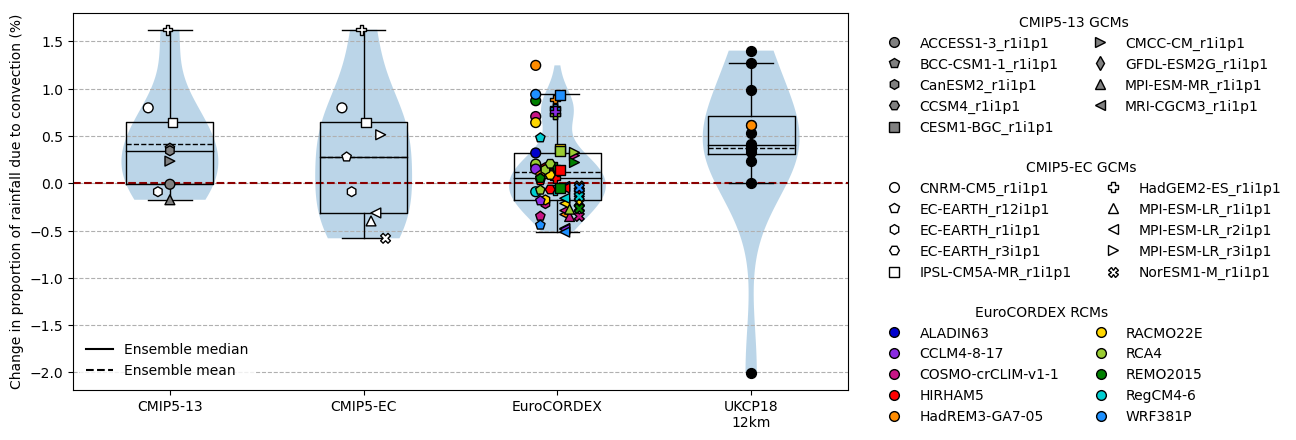 Change in proportion of rainfall due to convection (%)
1.5
1.0
0.5
0.0
−0.5
−1.0
−1.5
−2.0
Ensemble median
Ensemble mean
CMIP5-13
CMIP5-EC
EuroCORDEX
UKCP18
12km
CMIP5-13 GCMs
ACCESS1-3_r1i1p1
BCC-CSM1-1_r1i1p1
CanESM2_r1i1p1
CCSM4_r1i1p1
CESM1-BGC_r1i1p1
CMCC-CM_r1i1p1
GFDL-ESM2G_r1i1p1
MPI-ESM-MR_r1i1p1
MRI-CGCM3_r1i1p1
CMIP5-EC GCMs
CNRM-CM5_r1i1p1
EC-EARTH_r12i1p1
EC-EARTH_r1i1p1
EC-EARTH_r3i1p1
IPSL-CM5A-MR_r1i1p1
HadGEM2-ES_r1i1p1
MPI-ESM-LR_r1i1p1
MPI-ESM-LR_r2i1p1
MPI-ESM-LR_r3i1p1
NorESM1-M_r1i1p1
EuroCORDEX RCMs
ALADIN63
CCLM4-8-17
COSMO-crCLIM-v1-1
HIRHAM5
HadREM3-GA7-05
RACMO22E
RCA4
REMO2015
RegCM4-6
WRF381P